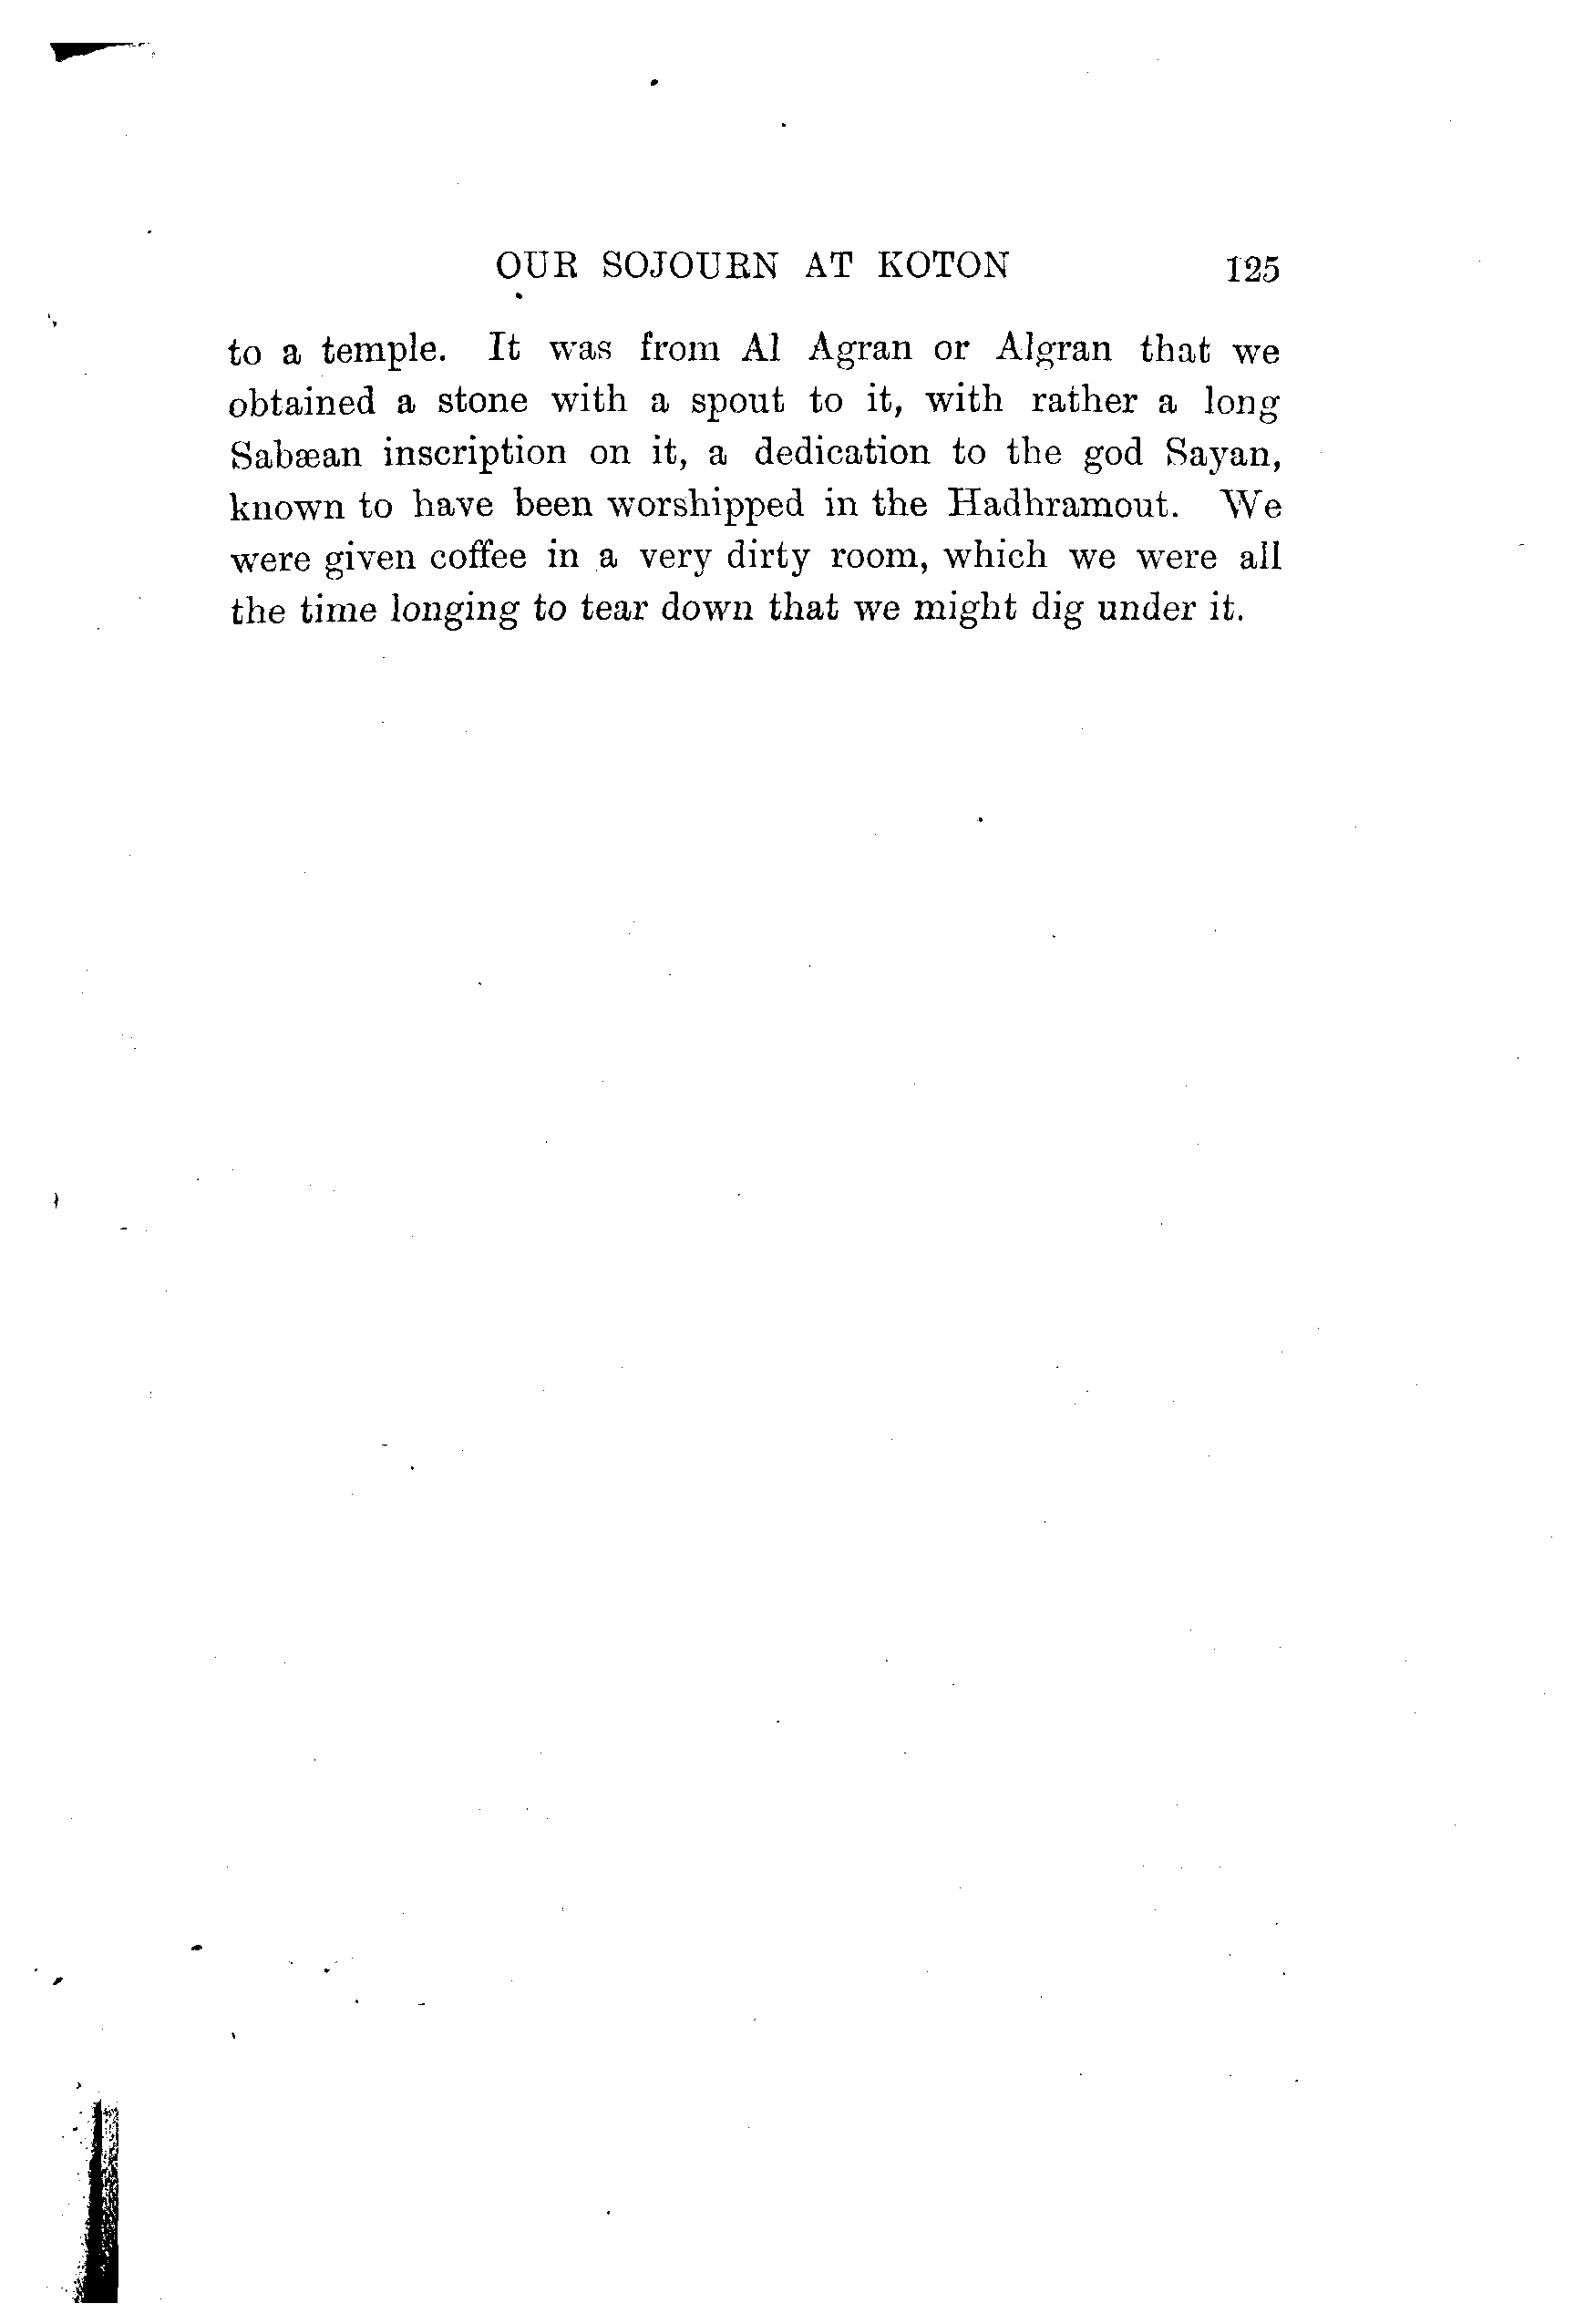 OUR SOJOURN AT KOTON 125
to a temple. It was from Al Agran or Algran that we
obtained a stone with a spout to it, with rather a long
Sabæan inscription on it, a dedication to the god Sayan,
known to have been worshipped in the Hadhramout. We
were given coffee in a very dirty room, which we were all
the time longing to tear down that we might dig under it.